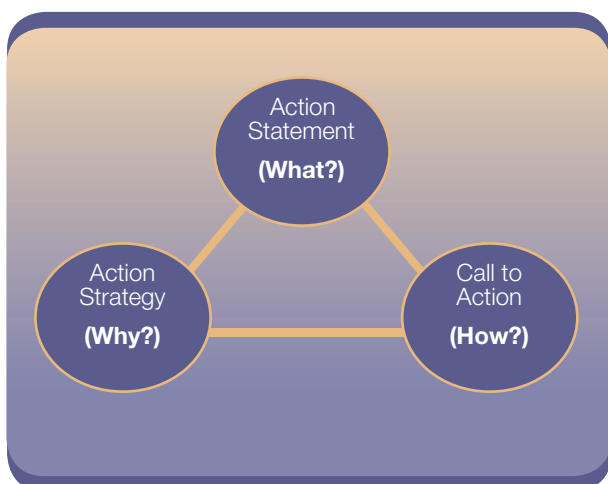 Action
Statement
(What?)
Action
Strategy
(Why?)
Call to
Action
(How?)